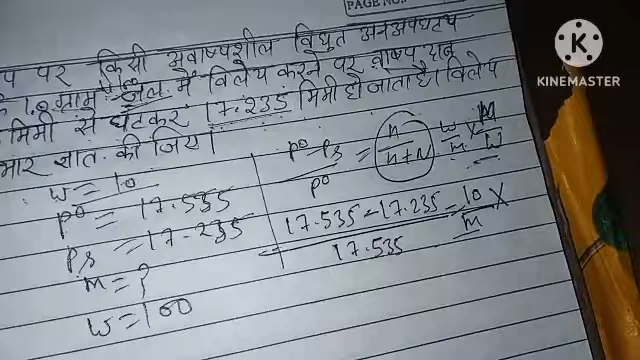 PAGE NO.
प पर किसी अवाष्पशील विद्युत अनअपघट्य
के 1.0 ग्राम जल में विलेय करने पर वाष्प दाब
मिमी से घटकर 17.235 मिमी हो जाता है। विलेय
भार ज्ञात कीजिए।
w = 10
P° = 17.535
Ps = 17.235
m = ?
W = 100
P° - Ps / P° = n / n+N w/m × M/W
= 17.535 - 17.235 / 17.535 = 10/m ×
KINEMASTER